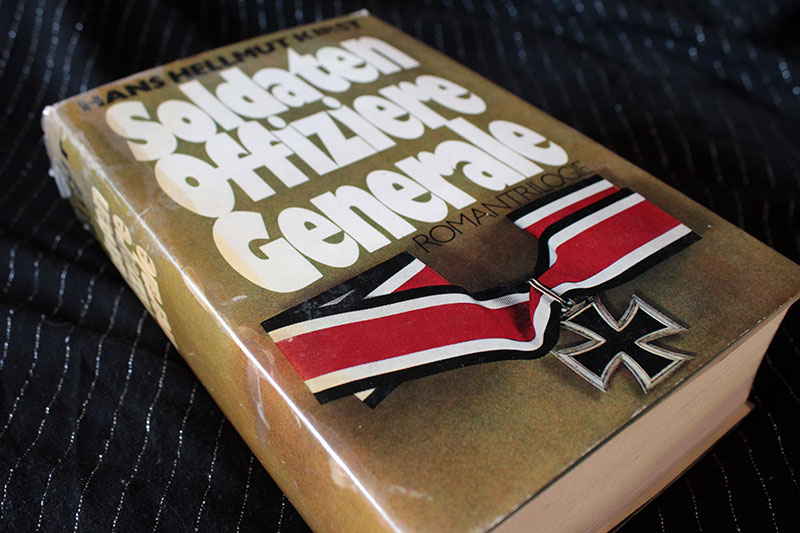 HANS HELLMUT KIRST
Soldaten
Offiziere
Generale
ROMANTRILOGIE